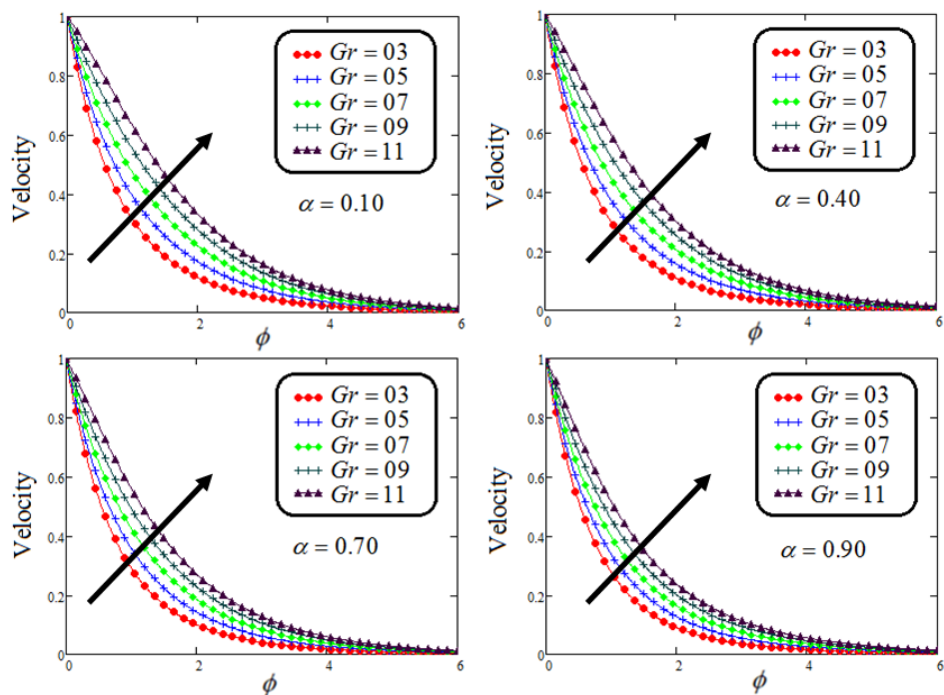 1
0.8
0.6
0.4
0.2
0
2
4
6
Velocity
ϕ
Gr = 03
Gr = 05
Gr = 07
Gr = 09
Gr = 11
α = 0.10
1
0.8
0.6
0.4
0.2
0
2
4
6
Velocity
ϕ
Gr = 03
Gr = 05
Gr = 07
Gr = 09
Gr = 11
α = 0.40
1
0.8
0.6
0.4
0.2
0
2
4
6
Velocity
ϕ
Gr = 03
Gr = 05
Gr = 07
Gr = 09
Gr = 11
α = 0.70
1
0.8
0.6
0.4
0.2
0
2
4
6
Velocity
ϕ
Gr = 03
Gr = 05
Gr = 07
Gr = 09
Gr = 11
α = 0.90